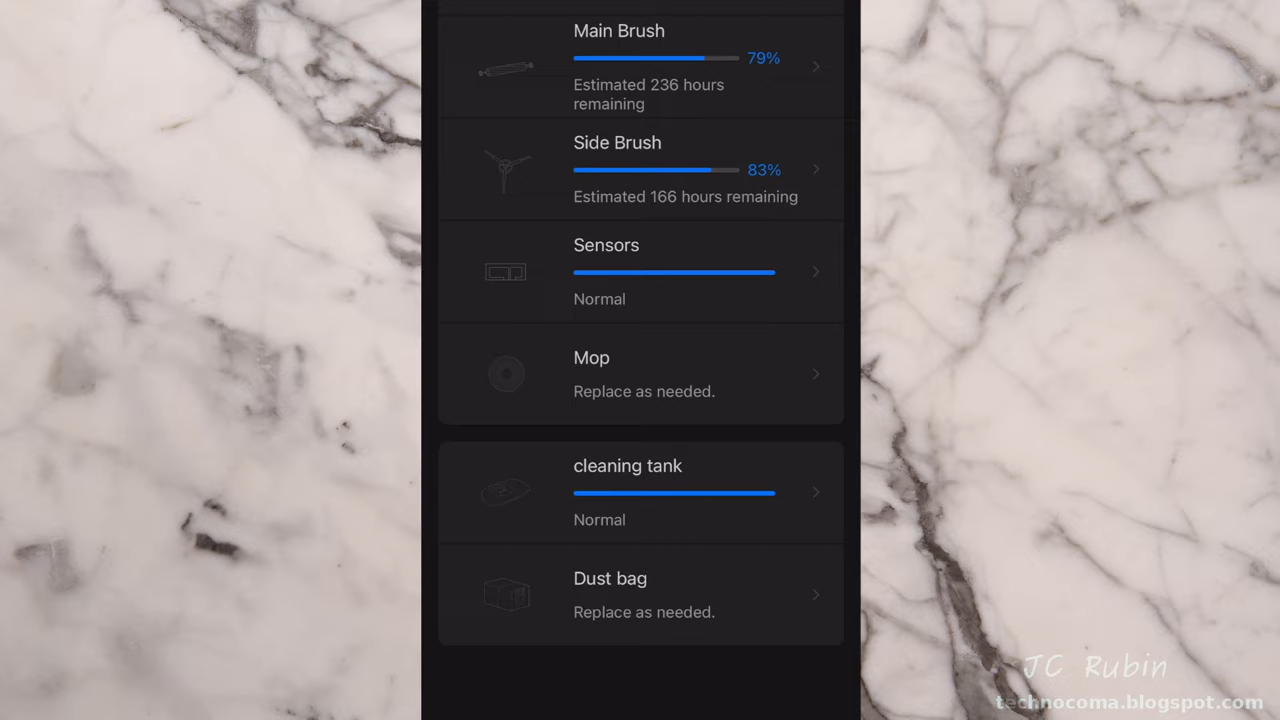 Main Brush
79%
Estimated 236 hours
remaining
Side Brush
83%
Estimated 166 hours remaining
Sensors
Normal
Mop
Replace as needed.
cleaning tank
Normal
Dust bag
Replace as needed.
JC Rubin
technocoma.blogspot.com